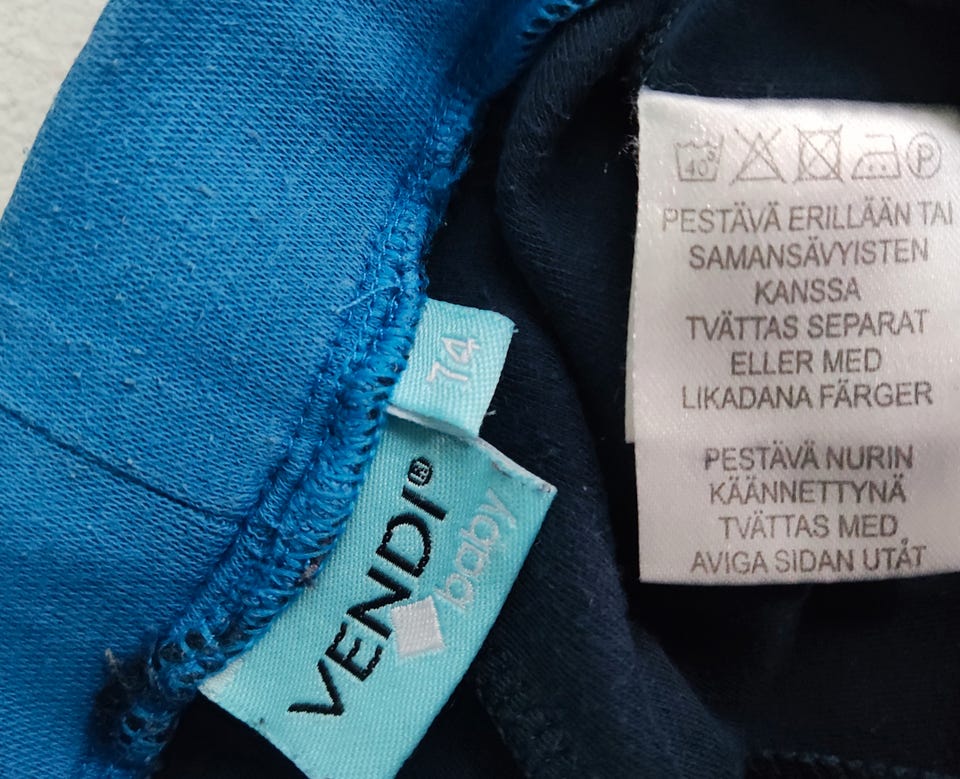 74
VENDI®
baby
40°
P
PESTÄVÄ ERILLÄÄN TAI
SAMANSÄVYISTEN
KANSSA
TVÄTTAS SEPARAT
ELLER MED
LIKADANA FÄRGER
PESTÄVÄ NURIN
KÄÄNNETTYNÄ
TVÄTTAS MED
AVIGA SIDAN UTÅT